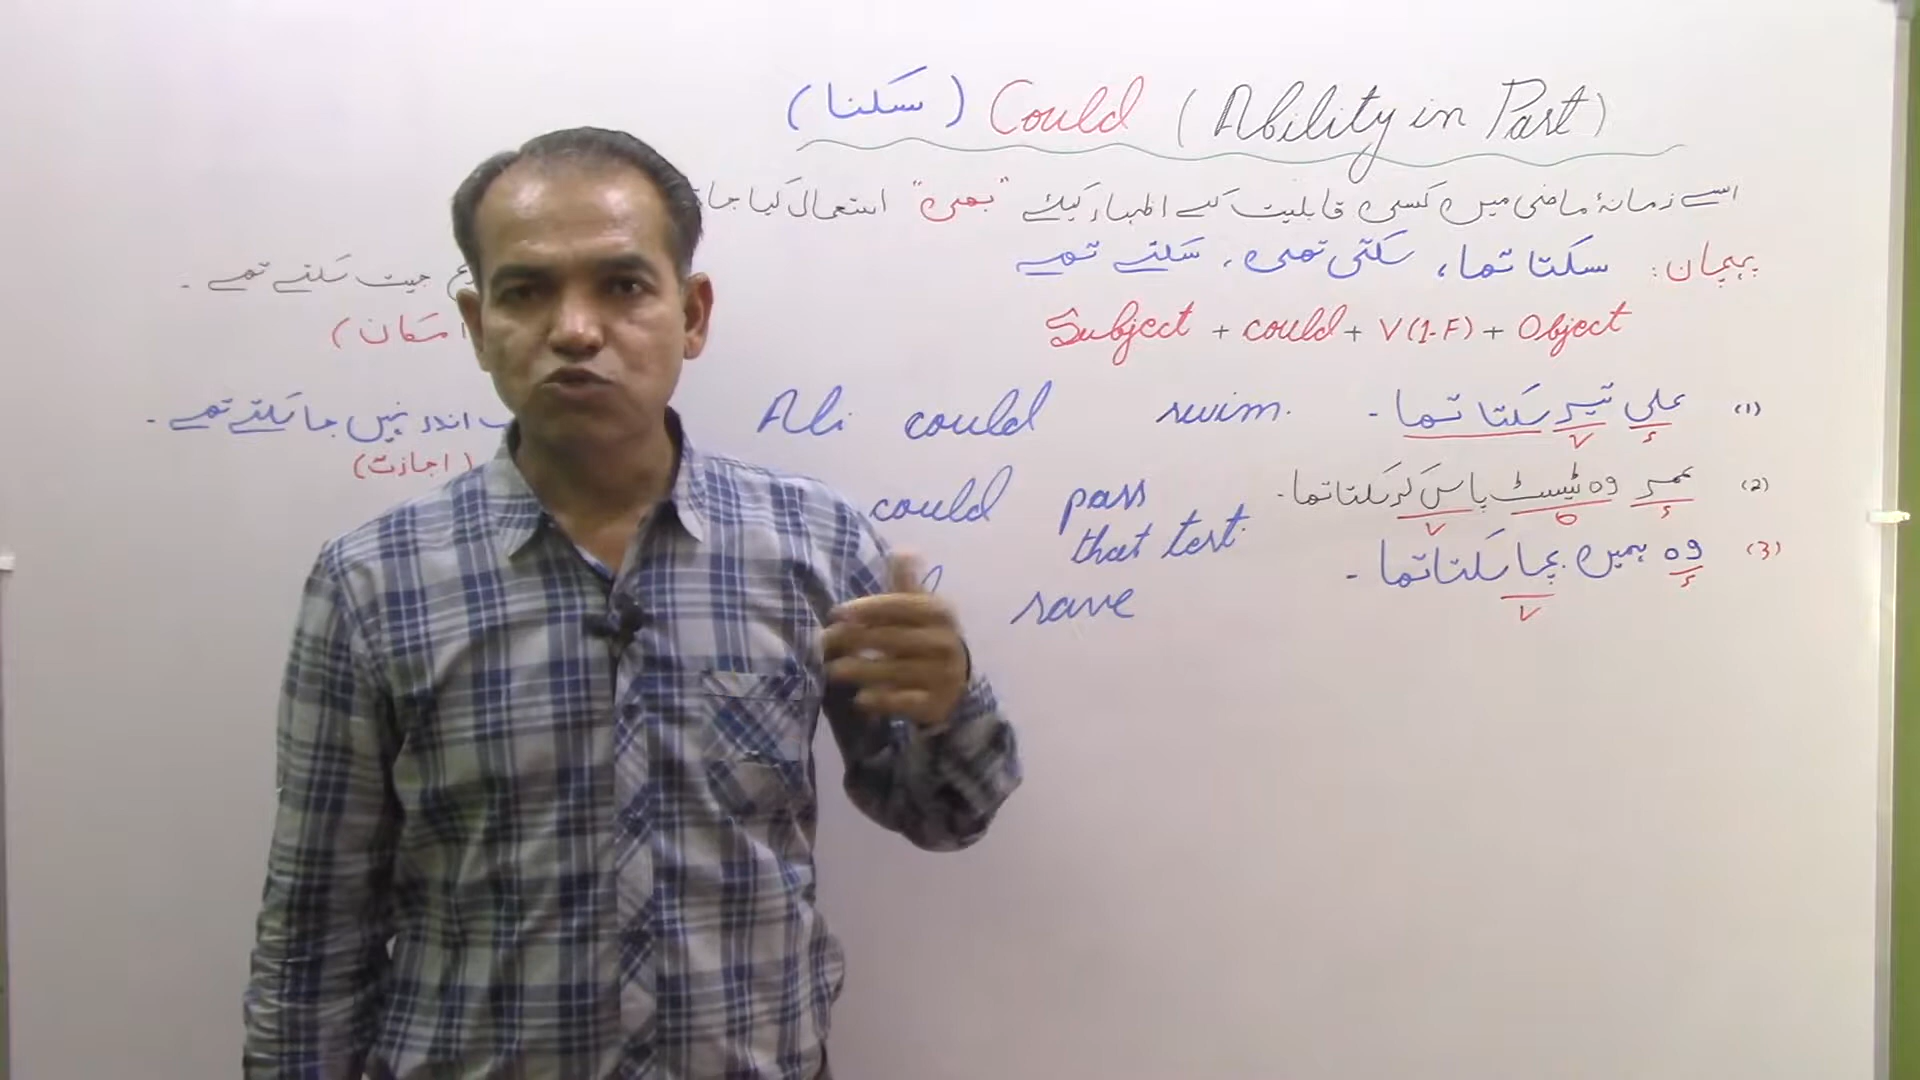 (سکنا) Could (Ability in Past)
اسے زمانۂ ماضی میں کسی قابلیت کے اظہار کیلئے "بھی" استعمال کیا جا
پہچان: سکتا تھا، سکتی تھی، سکتے تھے
Subject + could + V(1-F) + Object
(1) علی تیر سکتا تھا۔ Ali could swim.
(2) عمر وہ ٹیسٹ پاس کر سکتا تھا۔ could pass that test.
(3) وہ ہمیں بچا سکتا تھا۔ save
جیت سکتے تھے۔
امکان)
اندر نہیں جا سکتے تھے۔
(اجازت)